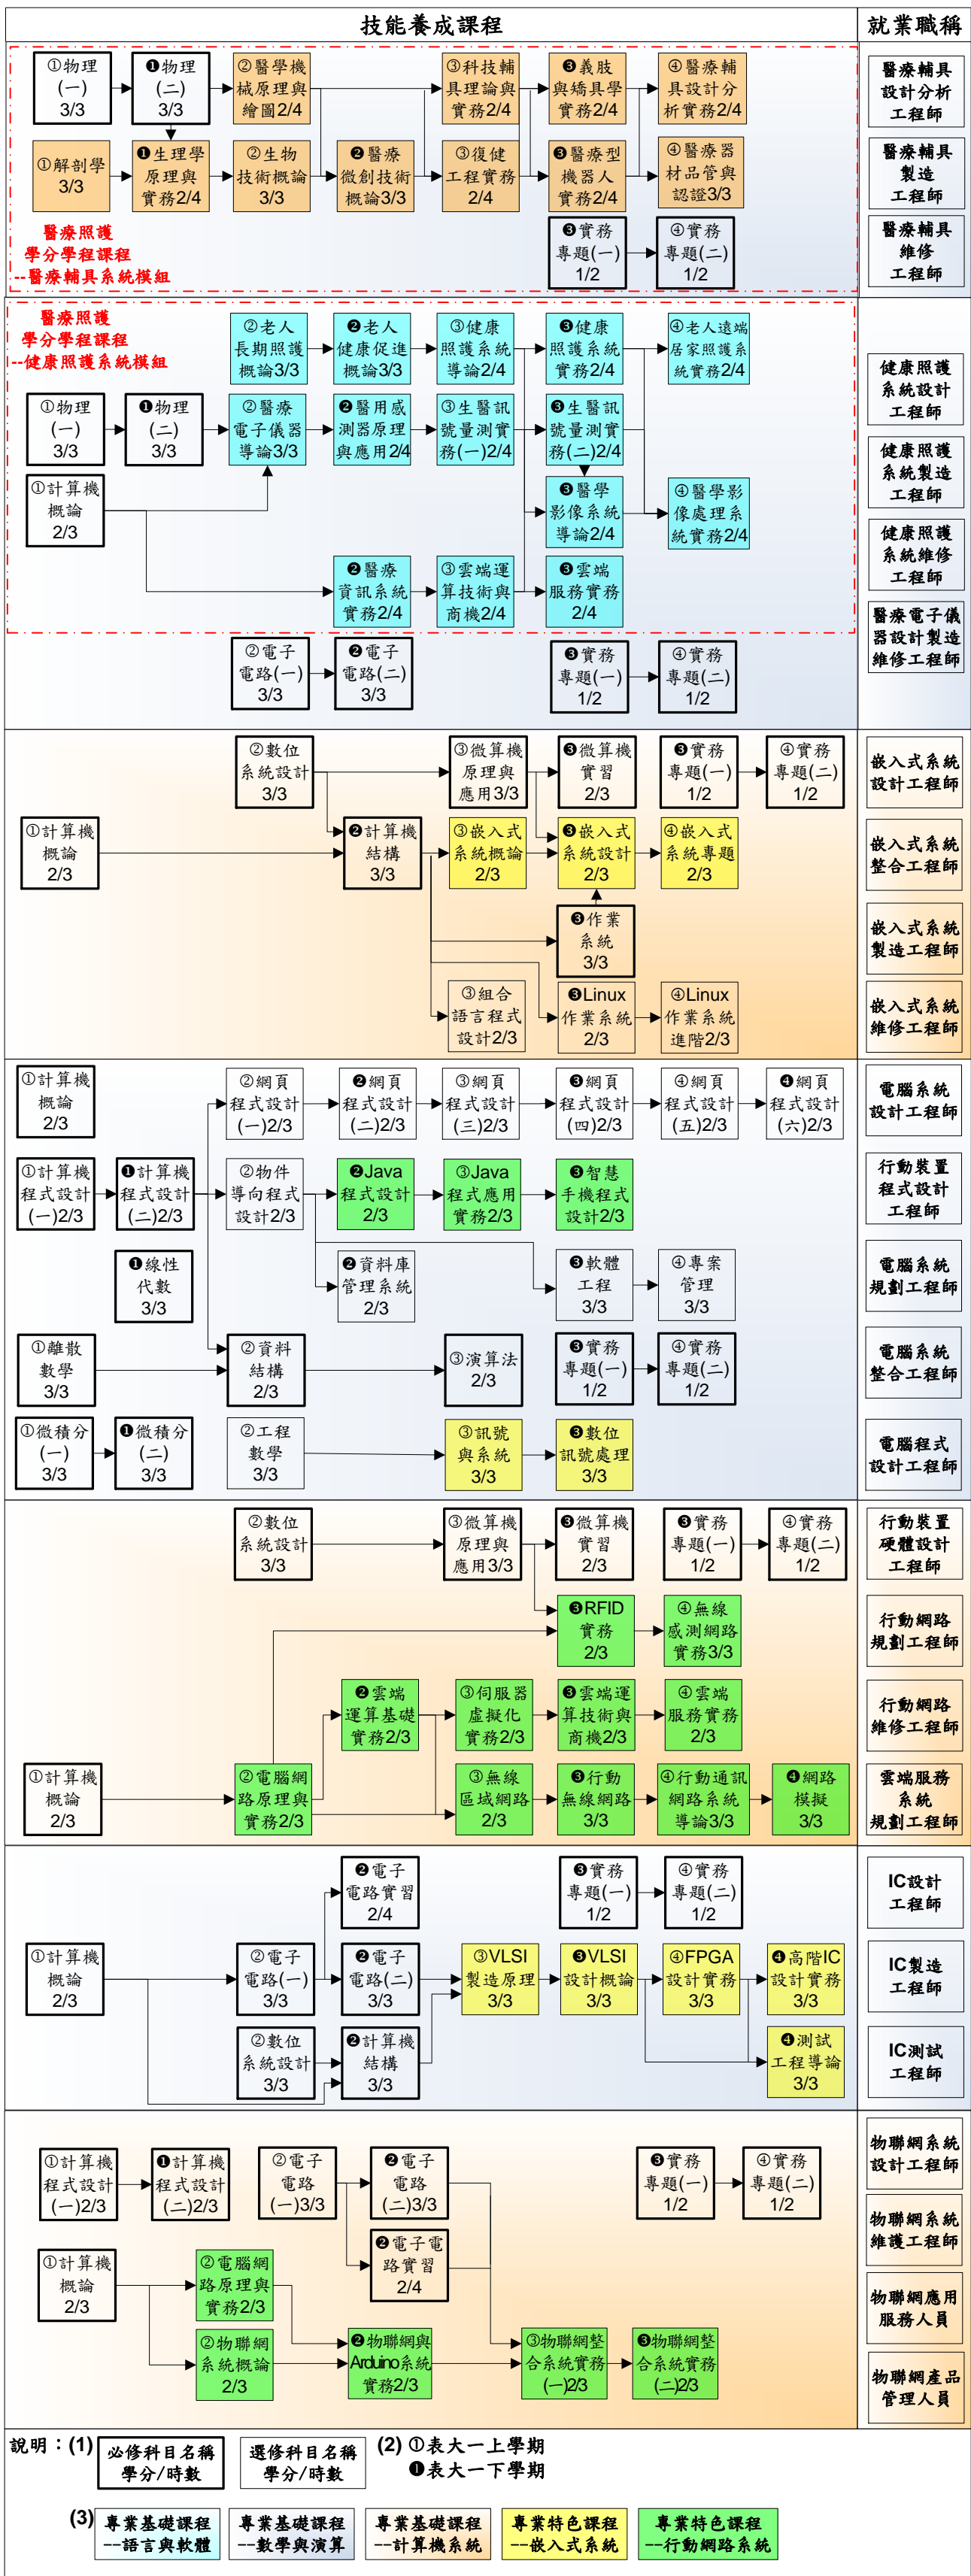 技能養成課程
就業職稱
①物理
(一)
3/3
❶物理
(二)
3/3
②醫學機
械原理與
繪圖2/4
③科技輔
具理論與
實務2/4
❸義肢
與矯具學
實務2/4
④醫療輔
具設計分
析實務2/4
①解剖學
3/3
❶生理學
原理與
實務2/4
②生物
技術概論
3/3
❷醫療
微創技術
概論3/3
③復健
工程實務
2/4
❸醫療型
機器人
實務2/4
④醫療器
材品管與
認證3/3
醫療照護
學分學程課程
--醫療輔具系統模組
❸實務
專題(一)
1/2
④實務
專題(二)
1/2
醫療輔具
設計分析
工程師
醫療輔具
製造
工程師
醫療輔具
維修
工程師
醫療照護
學分學程課程
--健康照護系統模組
②老人
長期照護
概論3/3
❷老人
健康促進
概論3/3
③健康
照護系統
導論2/4
❸健康
照護系統
實務2/4
④老人遠端
居家照護系
統實務2/4
①物理
(一)
3/3
❶物理
(二)
3/3
②醫療
電子儀器
導論3/3
❷醫用感
測器原理
與應用2/4
③生醫訊
號量測實
務(一)2/4
❸生醫訊
號量測實
務(二)2/4
①計算機
概論
2/3
❸醫學
影像系統
導論2/4
④醫學影
像處理系
統實務2/4
❷醫療
資訊系統
實務2/4
③雲端運
算技術與
商機2/4
❸雲端
服務實務
2/4
②電子
電路(一)
3/3
❷電子
電路(二)
3/3
❸實務
專題(一)
1/2
④實務
專題(二)
1/2
健康照護
系統設計
工程師
健康照護
系統製造
工程師
健康照護
系統維修
工程師
醫療電子儀
器設計製造
維修工程師
②數位
系統設計
3/3
③微算機
原理與
應用3/3
❸微算機
實習
2/3
❸實務
專題(一)
1/2
④實務
專題(二)
1/2
①計算機
概論
2/3
❷計算機
結構
3/3
③嵌入式
系統概論
2/3
❸嵌入式
系統設計
2/3
④嵌入式
系統專題
2/3
❸作業
系統
3/3
③組合
語言程式
設計2/3
❸Linux
作業系統
2/3
④Linux
作業系統
進階2/3
嵌入式系統
設計工程師
嵌入式系統
整合工程師
嵌入式系統
製造工程師
嵌入式系統
維修工程師
①計算機
概論
2/3
②網頁
程式設計
(一)2/3
❷網頁
程式設計
(二)2/3
③網頁
程式設計
(三)2/3
❸網頁
程式設計
(四)2/3
④網頁
程式設計
(五)2/3
❹網頁
程式設計
(六)2/3
①計算機
程式設計
(一)2/3
❶計算機
程式設計
(二)2/3
②物件
導向程式
設計2/3
❷Java
程式設計
2/3
③Java
程式應用
實務2/3
❸智慧
手機程式
設計2/3
❶線性
代數
3/3
❷資料庫
管理系統
2/3
❸軟體
工程
3/3
④專案
管理
3/3
①離散
數學
3/3
②資料
結構
2/3
③演算法
2/3
❸實務
專題(一)
1/2
④實務
專題(二)
1/2
①微積分
(一)
3/3
❶微積分
(二)
3/3
②工程
數學
3/3
③訊號
與系統
3/3
❸數位
訊號處理
3/3
電腦系統
設計工程師
行動裝置
程式設計
工程師
電腦系統
規劃工程師
電腦系統
整合工程師
電腦程式
設計工程師
②數位
系統設計
3/3
③微算機
原理與
應用3/3
❸微算機
實習
2/3
❸實務
專題(一)
1/2
④實務
專題(二)
1/2
❸RFID
實務
2/3
④無線
感測網路
實務3/3
❷雲端
運算基礎
實務2/3
③伺服器
虛擬化
實務2/3
❸雲端運
算技術與
商機2/3
④雲端
服務實務
2/3
①計算機
概論
2/3
②電腦網
路原理與
實務2/3
③無線
區域網路
2/3
❸行動
無線網路
3/3
④行動通訊
網路系統
導論3/3
❹網路
模擬
3/3
行動裝置
硬體設計
工程師
行動網路
規劃工程師
行動網路
維修工程師
雲端服務
系統
規劃工程師
❷電子
電路實習
2/4
❸實務
專題(一)
1/2
④實務
專題(二)
1/2
①計算機
概論
2/3
②電子
電路(一)
3/3
❷電子
電路(二)
3/3
③VLSI
製造原理
3/3
❸VLSI
設計概論
3/3
④FPGA
設計實務
3/3
❹高階IC
設計實務
3/3
②數位
系統設計
3/3
❷計算機
結構
3/3
❹測試
工程導論
3/3
IC設計
工程師
IC製造
工程師
IC測試
工程師
①計算機
程式設計
(一)2/3
❶計算機
程式設計
(二)2/3
②電子
電路
(一)3/3
❷電子
電路
(二)3/3
❸實務
專題(一)
1/2
④實務
專題(二)
1/2
❷電子電
路實習
2/4
①計算機
概論
2/3
②電腦網
路原理與
實務2/3
②物聯網
系統概論
2/3
❷物聯網與
Arduino系統
實務2/3
③物聯網整
合系統實務
(一)2/3
❸物聯網整
合系統實務
(二)2/3
物聯網系統
設計工程師
物聯網系統
維護工程師
物聯網應用
服務人員
物聯網產品
管理人員
說明：(1)
必修科目名稱
學分/時數
選修科目名稱
學分/時數
(2) ①表大一上學期
❶表大一下學期
(3)
專業基礎課程
--語言與軟體
專業基礎課程
--數學與演算
專業基礎課程
--計算機系統
專業特色課程
--嵌入式系統
專業特色課程
--行動網路系統